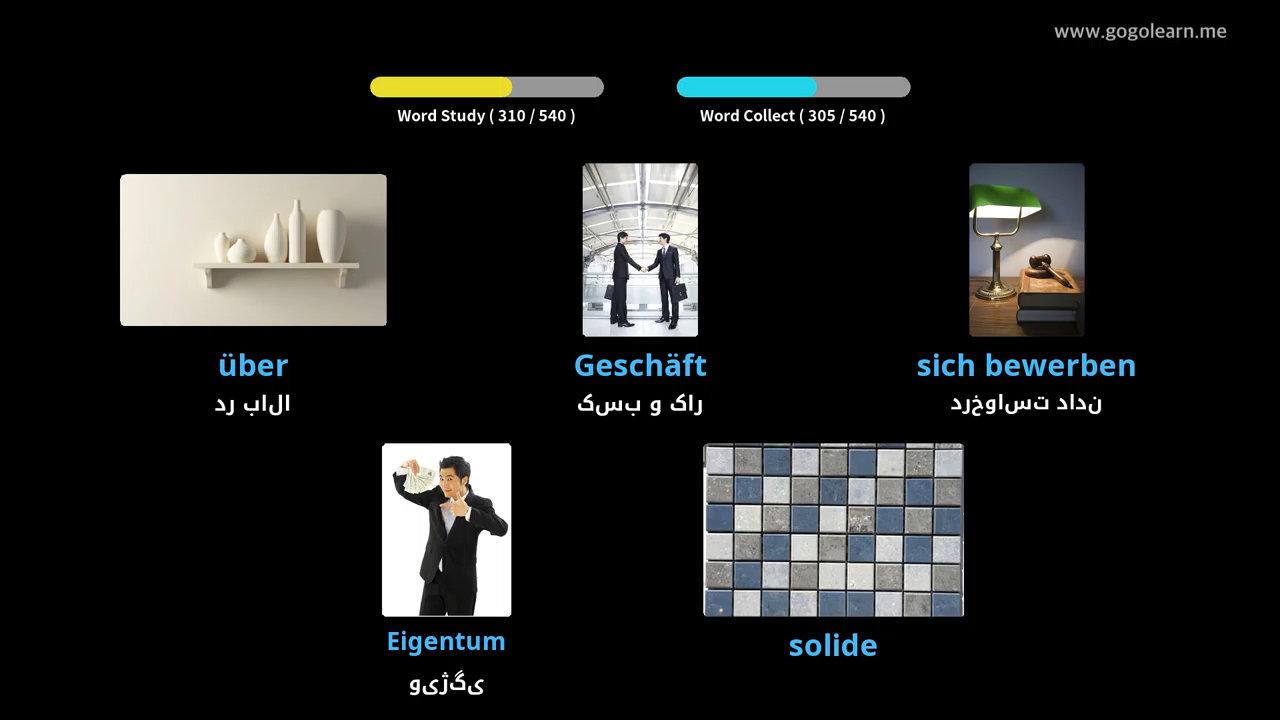 www.gogolearn.me
Word Study ( 310 / 540 )
Word Collect ( 305 / 540 )
über
الاب رد
Geschäft
راک و بسک
sich bewerben
نداد تساوخرد
Eigentum
یگژیو
solide